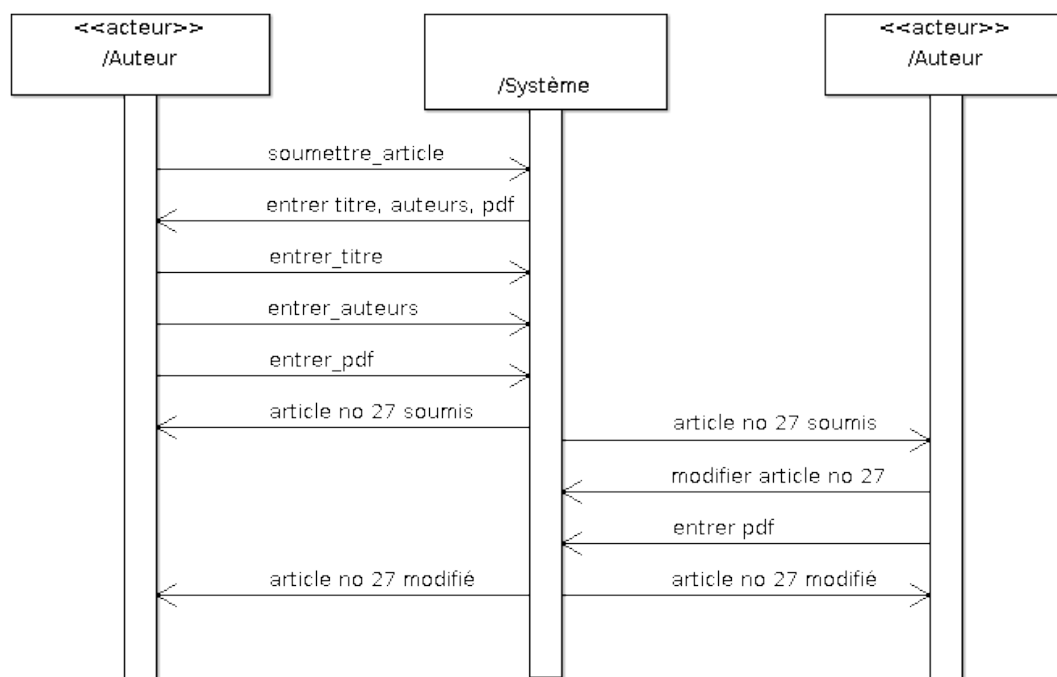 <<acteur>>
/Auteur
/Système
<<acteur>>
/Auteur
soumettre_article
entrer titre, auteurs, pdf
entrer_titre
entrer_auteurs
entrer_pdf
article no 27 soumis
article no 27 soumis
modifier article no 27
entrer pdf
article no 27 modifié
article no 27 modifié